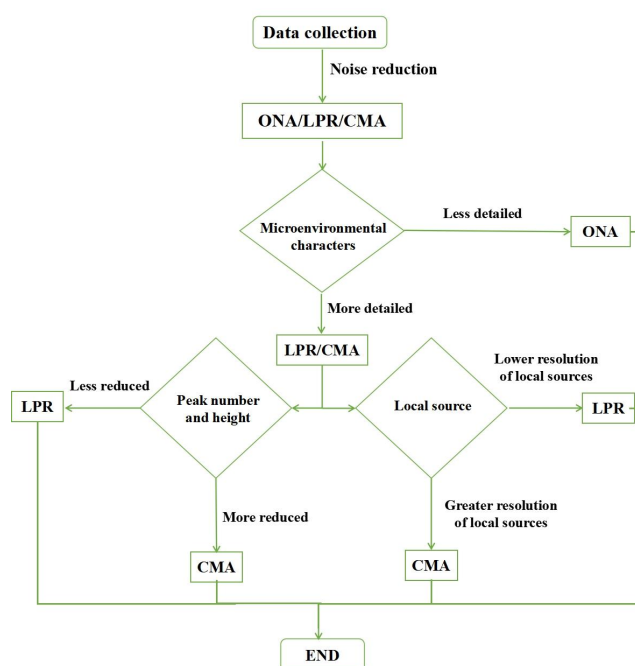 Data collection
Noise reduction
ONA/LPR/CMA
Microenvironmental
characters
Less detailed
ONA
More detailed
LPR/CMA
Less reduced
LPR
Peak number
and height
Local source
Lower resolution
of local sources
LPR
More reduced
CMA
Greater resolution
of local sources
CMA
END